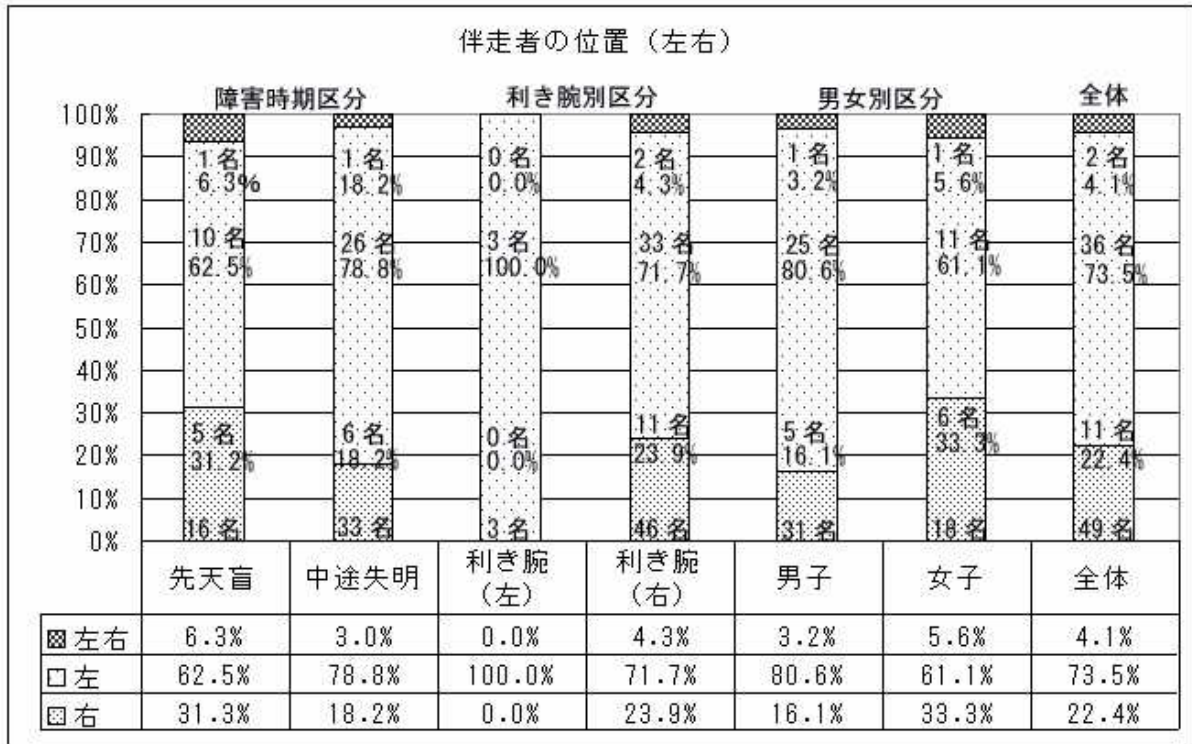 伴走者の位置（左右）
障害時期区分 利き腕別区分 男女別区分 全体
100%
90%
80%
70%
60%
50%
40%
30%
20%
10%
0%
1名 1名 0名 2名 1名 1名 2名
6.3% 18.2% 0.0% 4.3% 3.2% 5.6% 4.1%
10名 26名 3名 33名 25名 11名 36名
62.5% 78.8% 100.0% 71.7% 80.6% 61.1% 73.5%
5名 6名 0名 11名 5名 6名 11名
31.2% 18.2% 0.0% 23.9% 16.1% 33.3% 22.4%
16名 33名 3名 46名 31名 18名 49名
先天盲 中途失明 利き腕（左） 利き腕（右） 男子 女子 全体
左右 6.3% 3.0% 0.0% 4.3% 3.2% 5.6% 4.1%
左 62.5% 78.8% 100.0% 71.7% 80.6% 61.1% 73.5%
右 31.3% 18.2% 0.0% 23.9% 16.1% 33.3% 22.4%